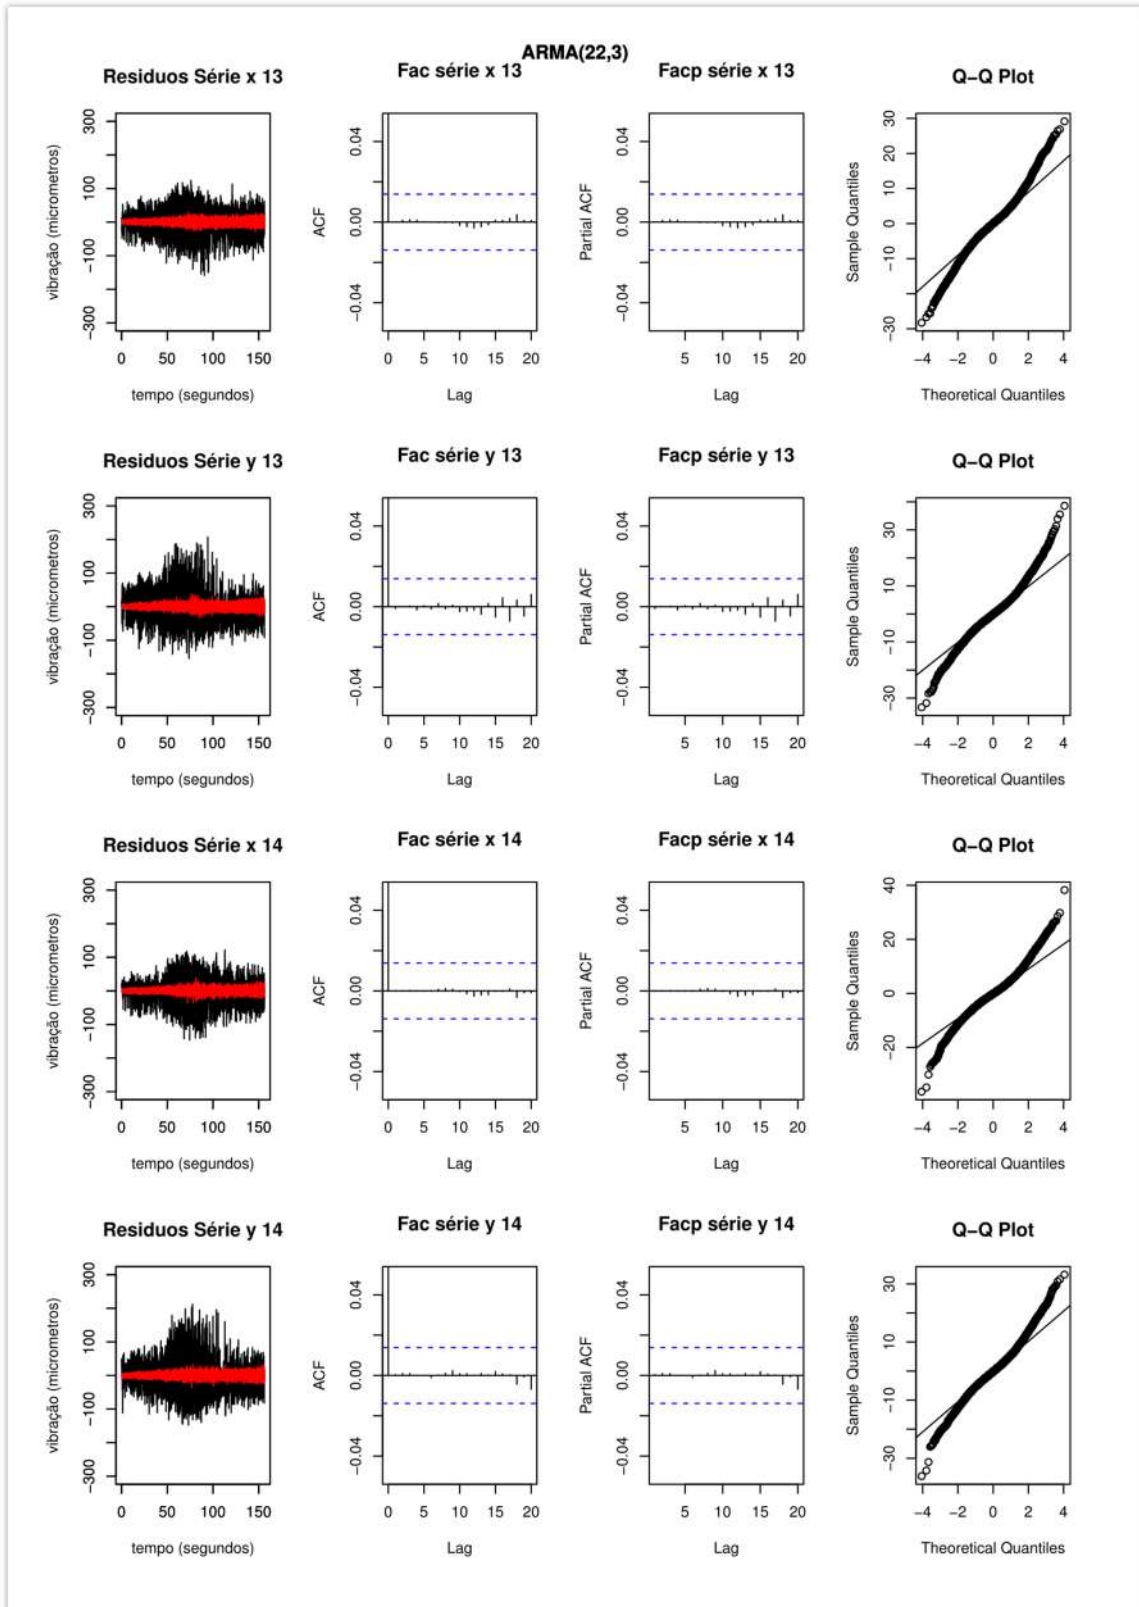 ARMA(22,3)
Residuos Série x 13
Fac série x 13
Facp série x 13
Q−Q Plot
vibração (micrometros)
−300 −100 100 300
0 50 100 150
tempo (segundos)
ACF
−0.04 0.00 0.04
0 5 10 15 20
Lag
Partial ACF
−0.04 0.00 0.04
5 10 15 20
Lag
Sample Quantiles
−30 −10 0 10 20 30
−4 −2 0 2 4
Theoretical Quantiles
Residuos Série y 13
Fac série y 13
Facp série y 13
Q−Q Plot
vibração (micrometros)
−300 −100 100 300
0 50 100 150
tempo (segundos)
ACF
−0.04 0.00 0.04
0 5 10 15 20
Lag
Partial ACF
−0.04 0.00 0.04
5 10 15 20
Lag
Sample Quantiles
−30 −10 10 30
−4 −2 0 2 4
Theoretical Quantiles
Residuos Série x 14
Fac série x 14
Facp série x 14
Q−Q Plot
vibração (micrometros)
−300 −100 100 300
0 50 100 150
tempo (segundos)
ACF
−0.04 0.00 0.04
0 5 10 15 20
Lag
Partial ACF
−0.04 0.00 0.04
5 10 15 20
Lag
Sample Quantiles
−20 0 20 40
−4 −2 0 2 4
Theoretical Quantiles
Residuos Série y 14
Fac série y 14
Facp série y 14
Q−Q Plot
vibração (micrometros)
−300 −100 100 300
0 50 100 150
tempo (segundos)
ACF
−0.04 0.00 0.04
0 5 10 15 20
Lag
Partial ACF
−0.04 0.00 0.04
5 10 15 20
Lag
Sample Quantiles
−30 −10 10 30
−4 −2 0 2 4
Theoretical Quantiles